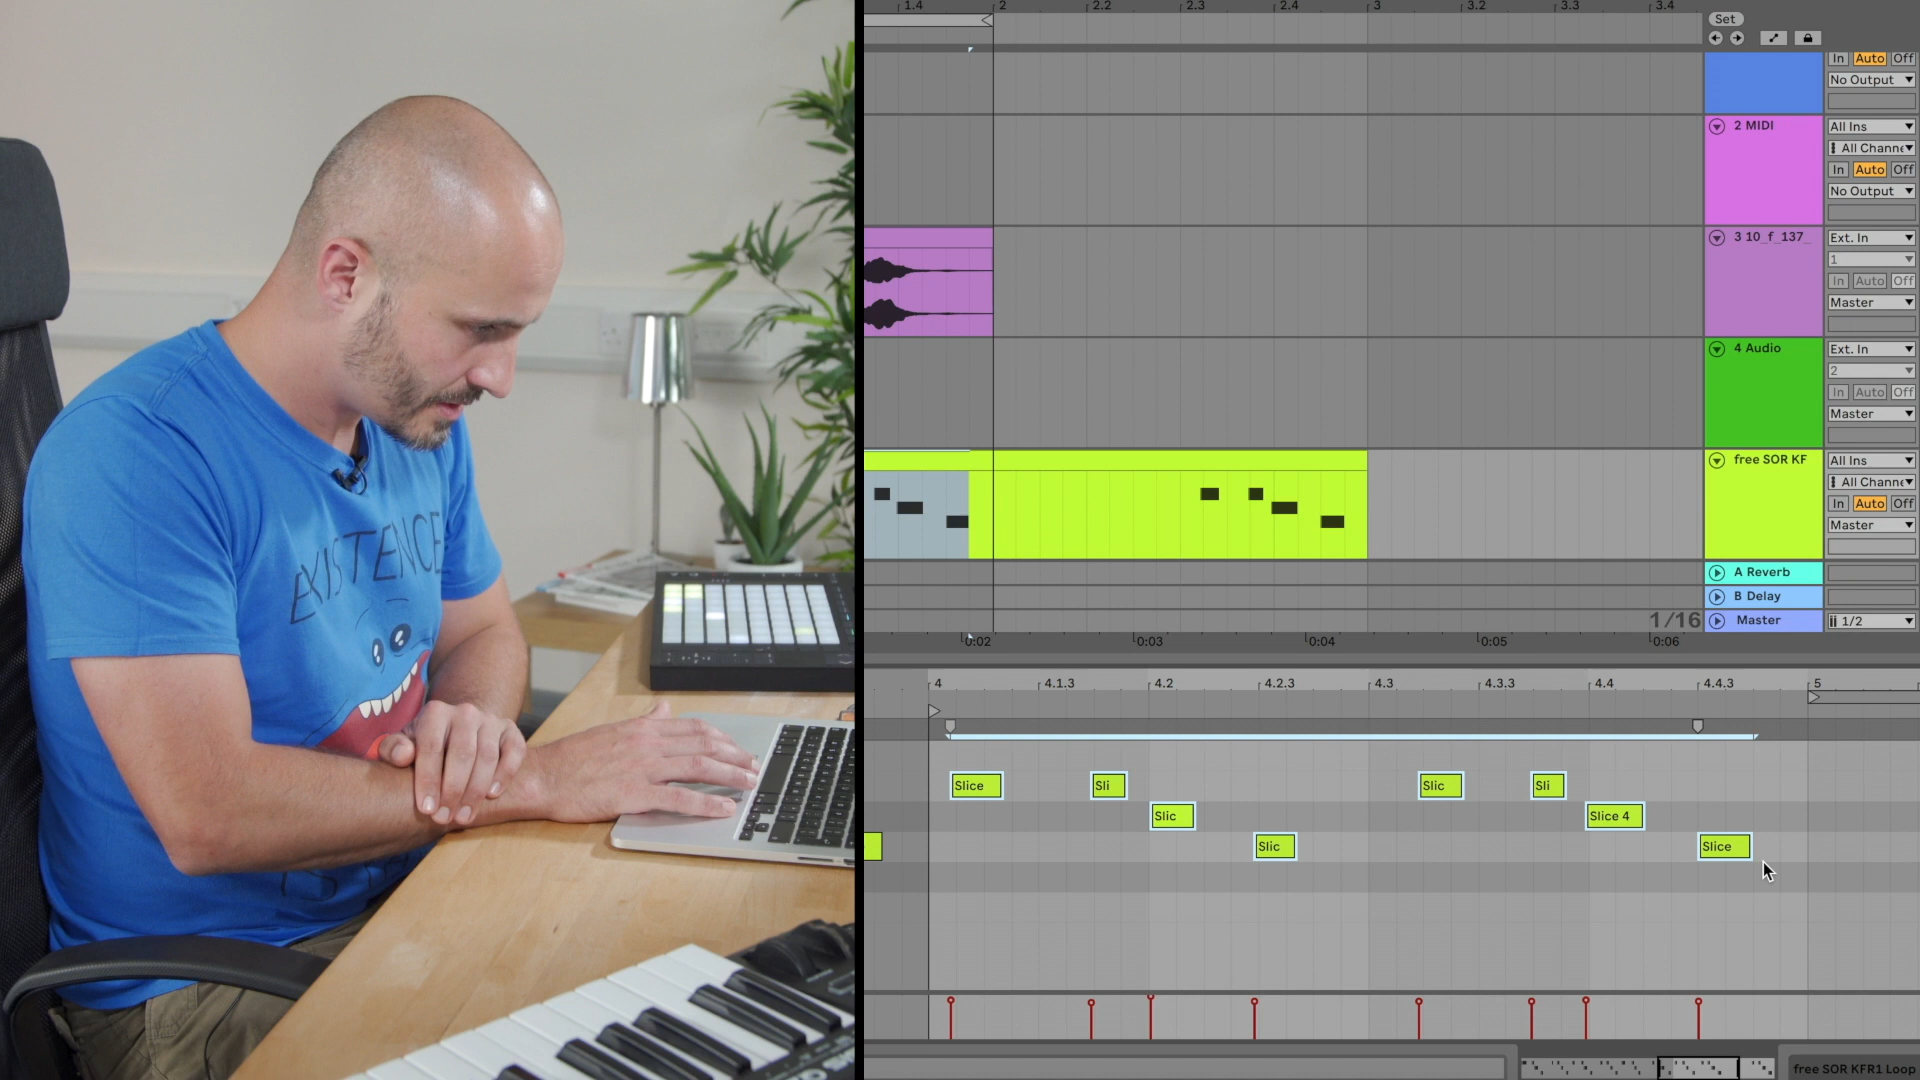 1.4 2 2.2 2.3 2.4 3 3.2 3.3 3.4
Set
In Auto Off
No Output
2 MIDI
All Ins
All Channe
In Auto Off
No Output
3 10_f_137_
Ext. In
1
In Auto Off
Master
4 Audio
Ext. In
2
In Auto Off
Master
free SOR KF
All Ins
All Channe
In Auto Off
Master
A Reverb
B Delay
1/16
Master
1/2
0:02 0:03 0:04 0:05 0:06
4 4.1.3 4.2 4.2.3 4.3 4.3.3 4.4 4.4.3 5
Slice Sli Slic Sli
Slic Slice 4
Slic Slice
free SOR KFR1 Loop
EXISTENCE